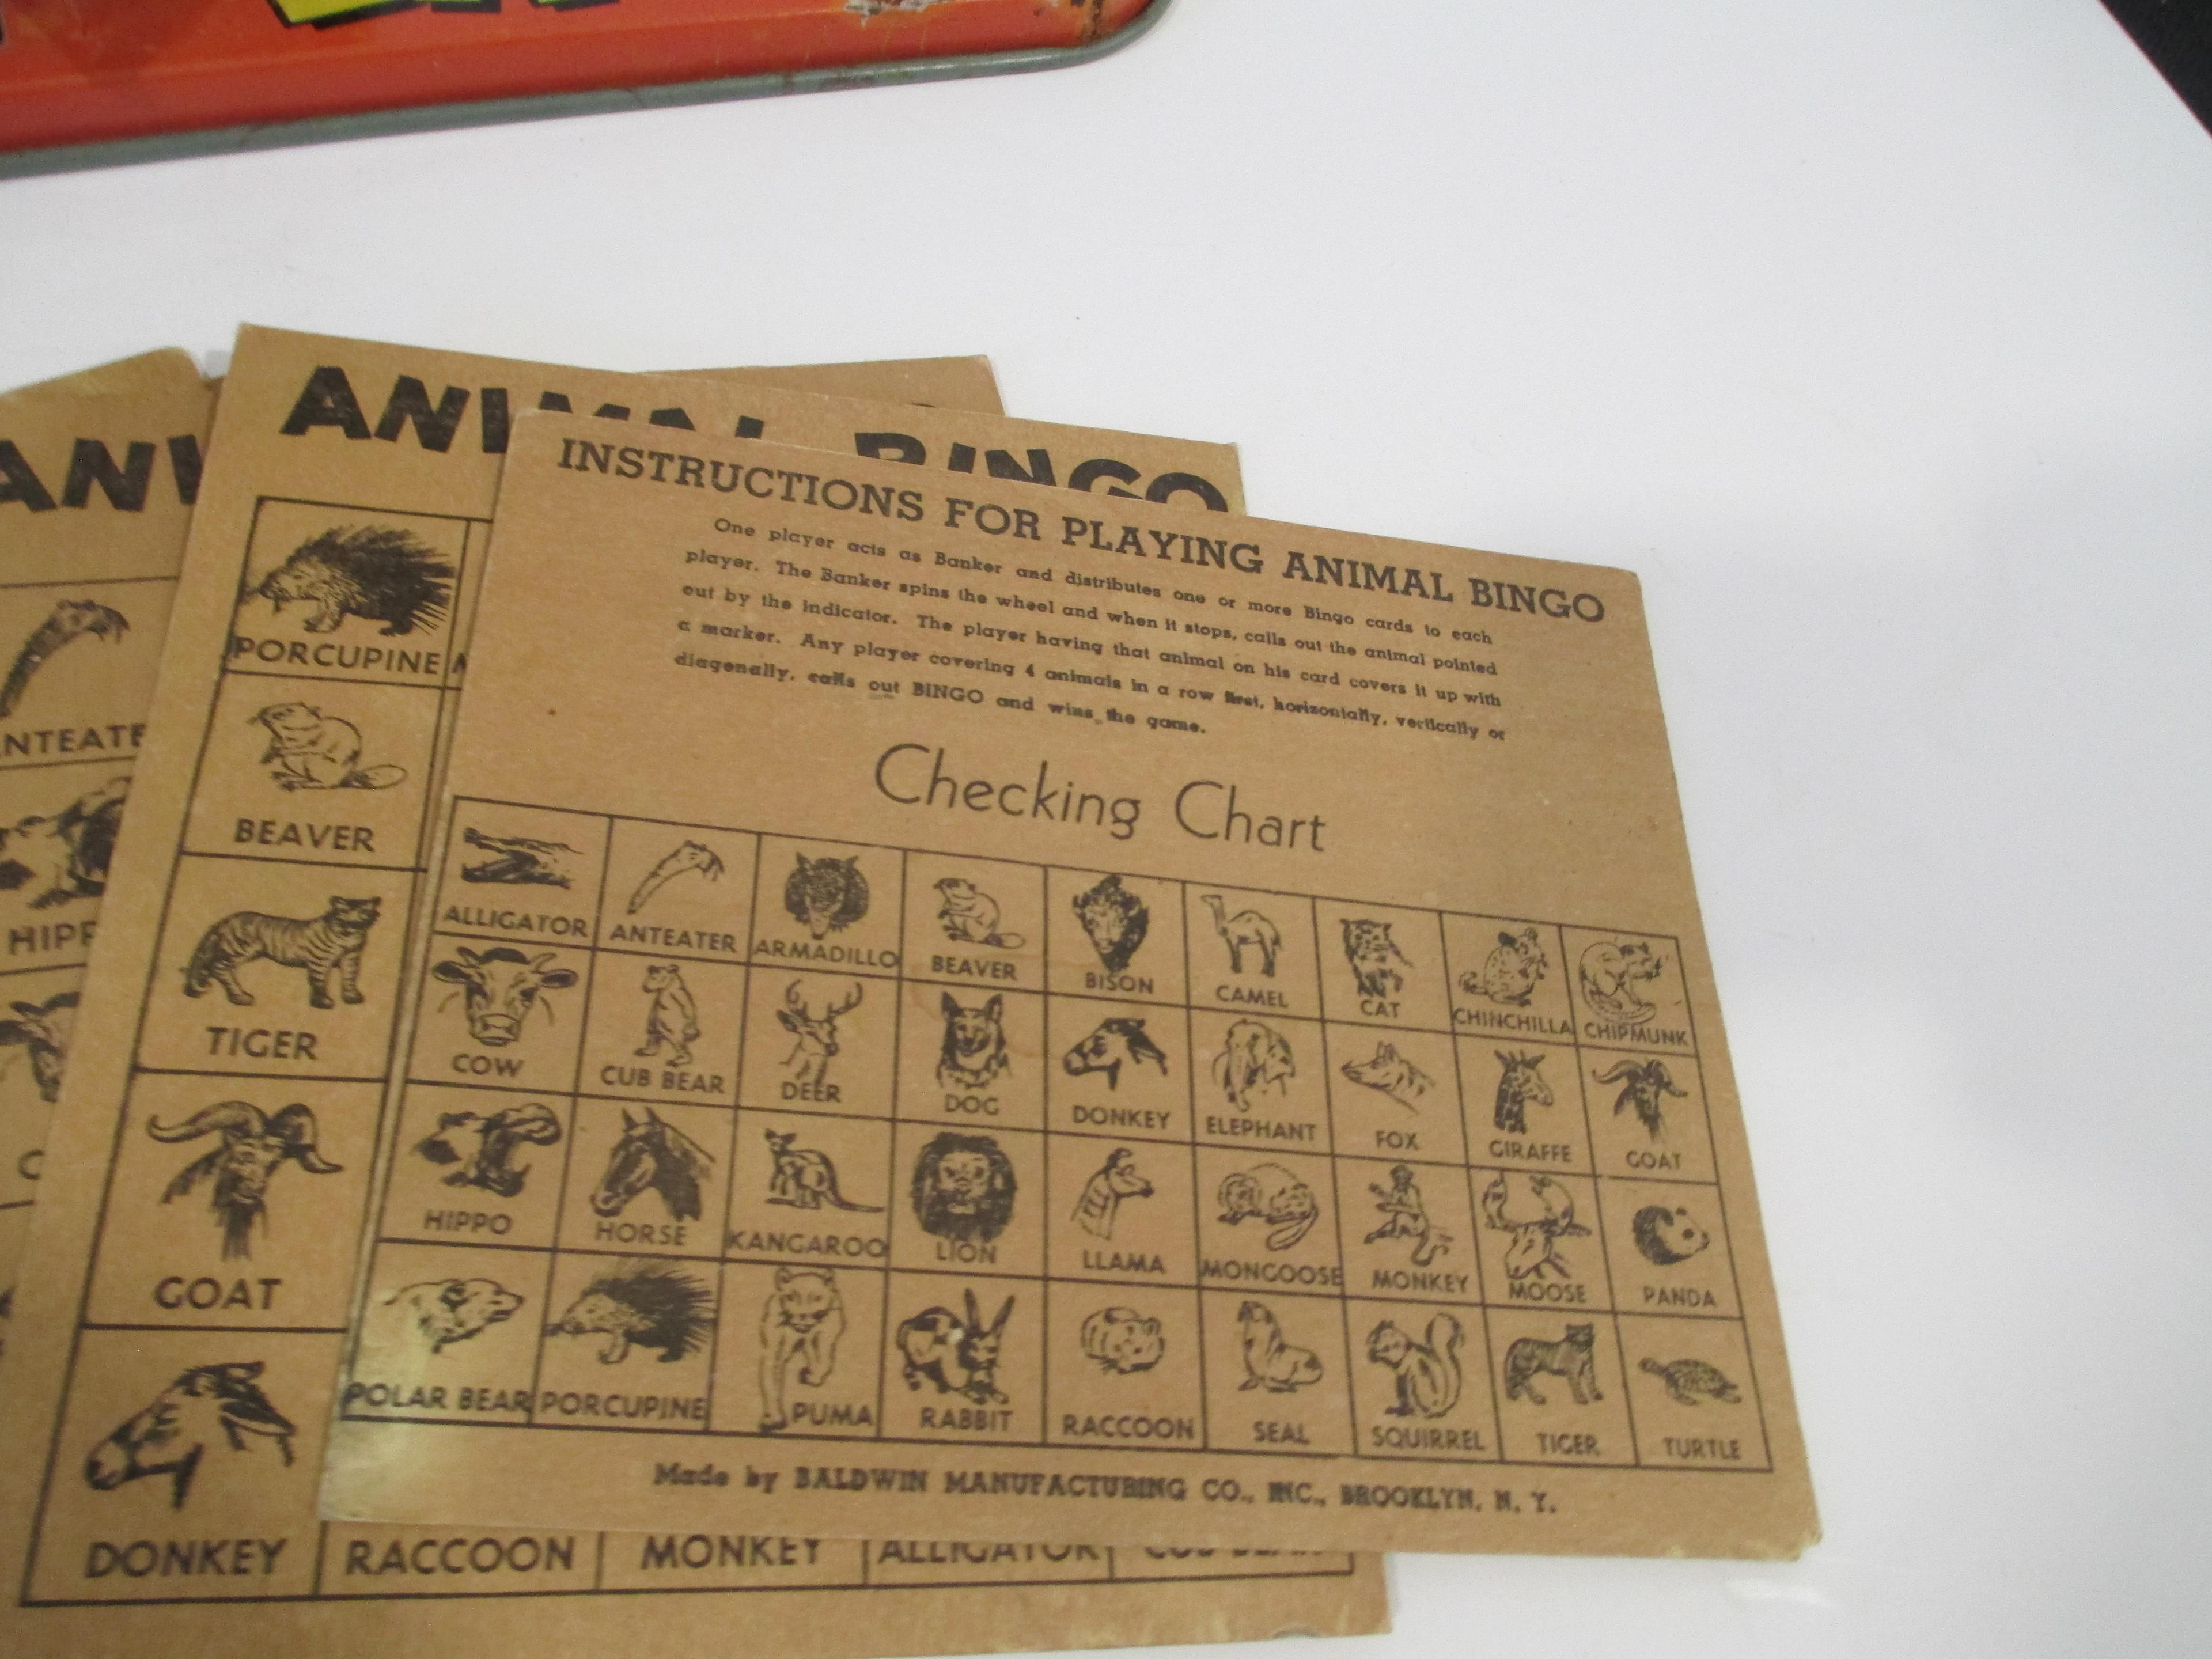 ANI
NTEATE
HIPP
C
ANIMAL BINGO
PORCUPINE
BEAVER
TIGER
GOAT
DONKEY RACCOON MONKEY ALLIGATOR CUB BEAR
INSTRUCTIONS FOR PLAYING ANIMAL BINGO
One player acts as Banker and distributes one or more Bingo cards to each
player. The Banker spins the wheel and when it stops, calls out the animal pointed
out by the indicator. The player having that animal on his card covers it up with
a marker. Any player covering 4 animals in a row first, horizontally, vertically or
diagonally, calls out BINGO and wins the game.
Checking Chart
ALLIGATOR ANTEATER ARMADILLO BEAVER BISON CAMEL CAT CHINCHILLA CHIPMUNK
COW CUB BEAR DEER DOG DONKEY ELEPHANT FOX GIRAFFE GOAT
HIPPO HORSE KANGAROO LION LLAMA MONGOOSE MONKEY MOOSE PANDA
POLAR BEAR PORCUPINE PUMA RABBIT RACCOON SEAL SQUIRREL TIGER TURTLE
Made by BALDWIN MANUFACTURING CO., INC., BROOKLYN, N. Y.